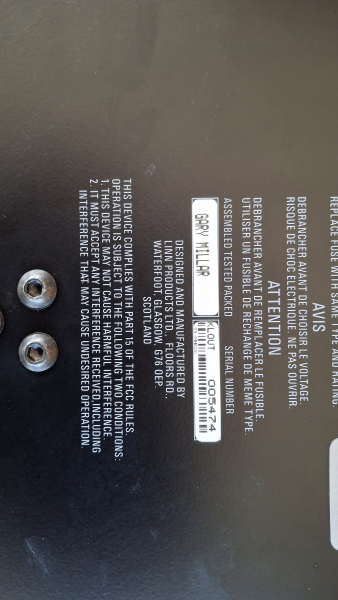 REPLACE FUSE WITH SAME TYPE AND RATING.
AVIS
DEBRANCHER AVANT DE CHOISIR LE VOLTAGE.
RISQUE DE CHOC ELECTRIQUE. NE PAS OUVRIR.
ATTENTION
DEBRANCHER AVANT DE REMPLACER LE FUSIBLE.
UTILISER UN FUSIBLE DE RECHANGE DE MEME TYPE.
ASSEMBLED TESTED PACKED SERIAL NUMBER
GARY MILLAR
KLOUT
005474
DESIGNED AND MANUFACTURED BY
LINN PRODUCTS LTD., FLOORS RD.,
WATERFOOT, GLASGOW, G76 0EP.
SCOTLAND
THIS DEVICE COMPLIES WITH PART 15 OF THE FCC RULES.
OPERATION IS SUBJECT TO THE FOLLOWING TWO CONDITIONS:
1. THIS DEVICE MAY NOT CAUSE HARMFUL INTERFERENCE.
2. IT MUST ACCEPT ANY INTERFERENCE RECEIVED,INCLUDING
INTERFERENCE THAT MAY CAUSE UNDESIRED OPERATION.